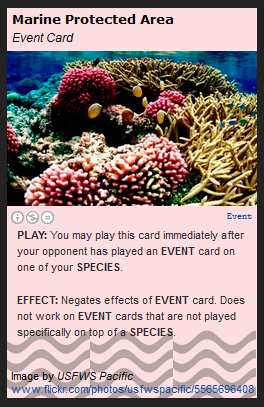 Marine Protected Area
Event Card
Event
PLAY: You may play this card immediately after
your opponent has played an EVENT card on
one of your SPECIES.
EFFECT: Negates effects of EVENT card. Does
not work on EVENT cards that are not played
specifically on top of a SPECIES.
Image by USFWS Pacific
www.flickr.com/photos/usfwspacific/5565696408